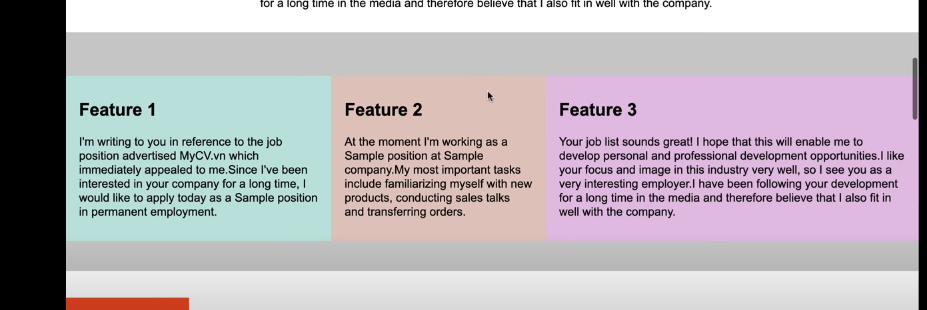 for a long time in the media and therefore believe that I also fit in well with the company.
Feature 1
I'm writing to you in reference to the job
position advertised MyCV.vn which
immediately appealed to me.Since I've been
interested in your company for a long time, I
would like to apply today as a Sample position
in permanent employment.
Feature 2
At the moment I'm working as a
Sample position at Sample
company.My most important tasks
include familiarizing myself with new
products, conducting sales talks
and transferring orders.
Feature 3
Your job list sounds great! I hope that this will enable me to
develop personal and professional development opportunities.I like
your focus and image in this industry very well, so I see you as a
very interesting employer.I have been following your development
for a long time in the media and therefore believe that I also fit in
well with the company.